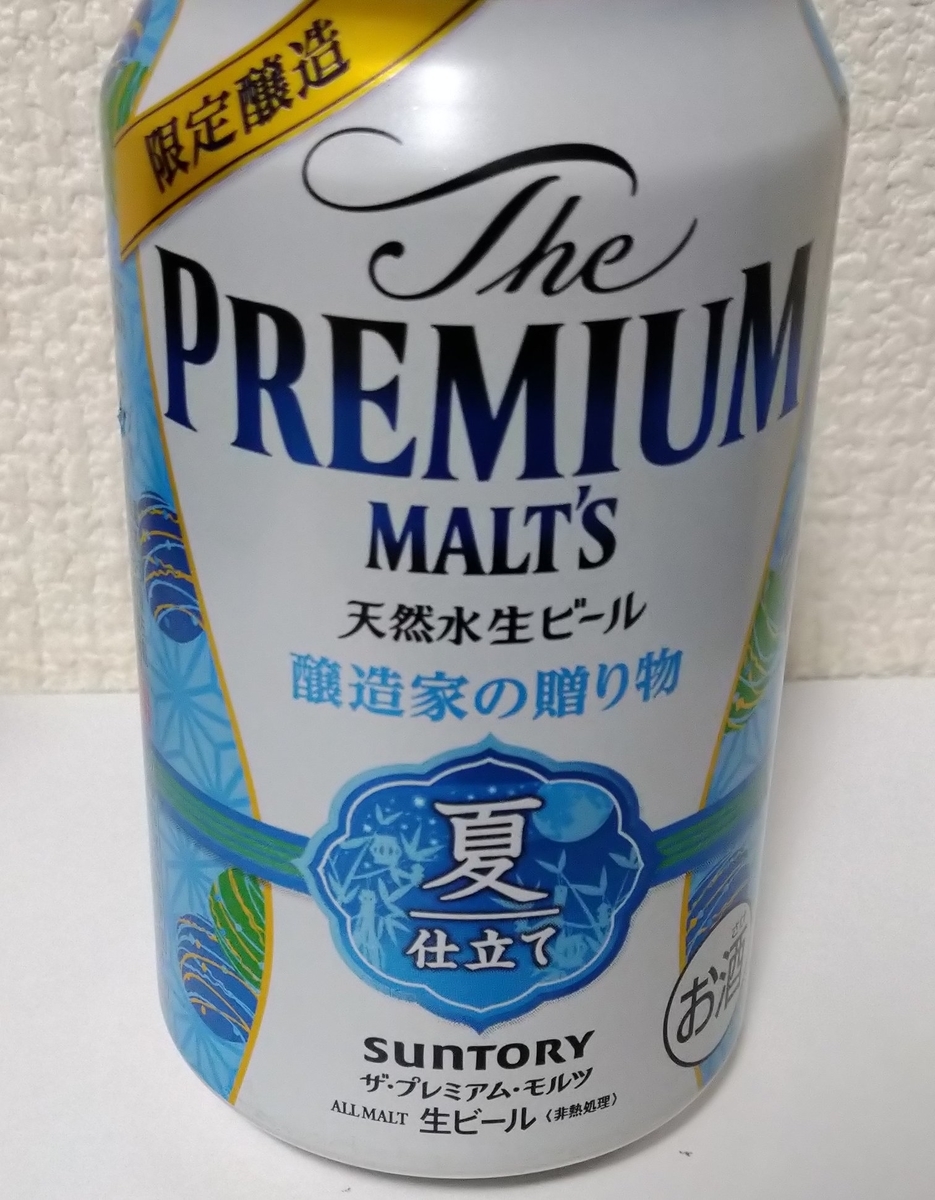 限定醸造
The
PREMIUM
MALT'S
天然水生ビール
醸造家の贈り物
夏
仕立て
お酒
SUNTORY
ザ・プレミアム・モルツ
ALL MALT 生ビール〈非熱処理〉